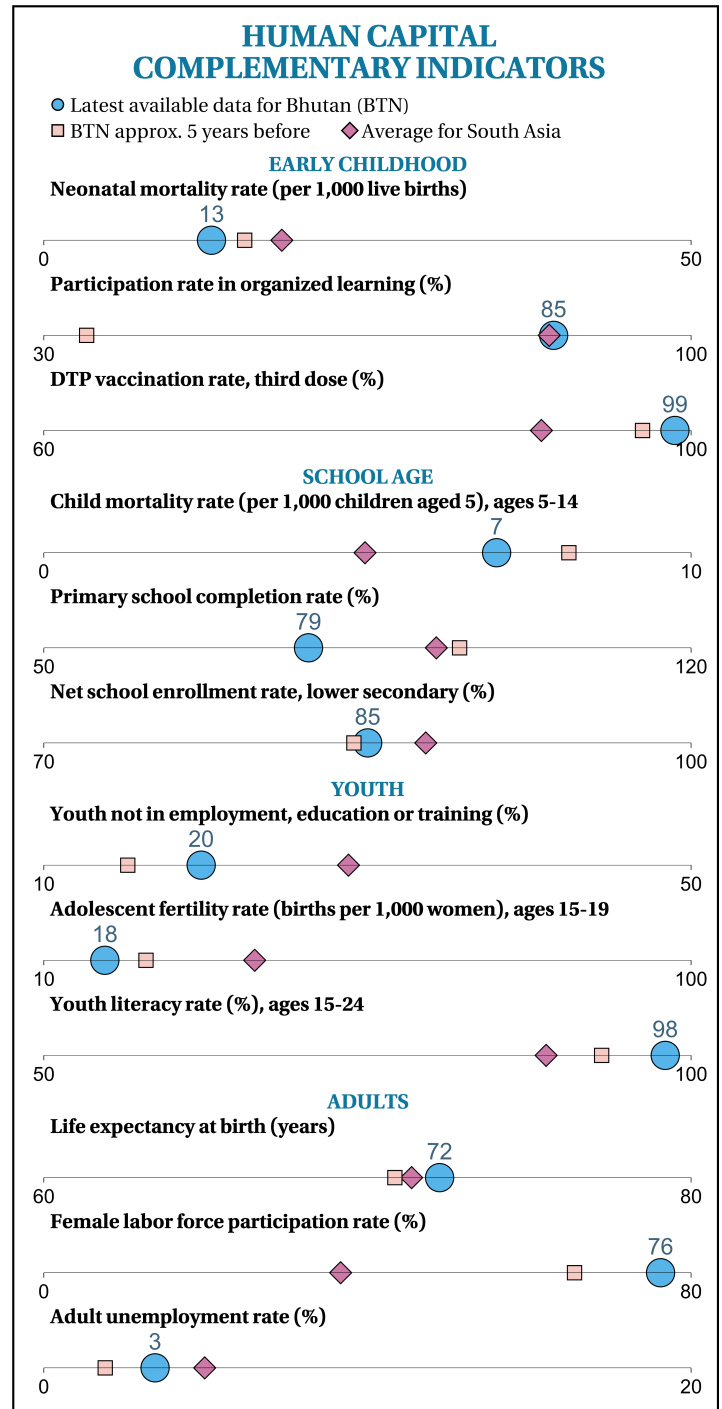 HUMAN CAPITAL
COMPLEMENTARY INDICATORS
Latest available data for Bhutan (BTN)
BTN approx. 5 years before Average for South Asia
EARLY CHILDHOOD
Neonatal mortality rate (per 1,000 live births)
13
0 50
Participation rate in organized learning (%)
85
30 100
DTP vaccination rate, third dose (%)
99
60 100
SCHOOL AGE
Child mortality rate (per 1,000 children aged 5), ages 5-14
7
0 10
Primary school completion rate (%)
79
50 120
Net school enrollment rate, lower secondary (%)
85
70 100
YOUTH
Youth not in employment, education or training (%)
20
10 50
Adolescent fertility rate (births per 1,000 women), ages 15-19
18
10 100
Youth literacy rate (%), ages 15-24
98
50 100
ADULTS
Life expectancy at birth (years)
72
60 80
Female labor force participation rate (%)
76
0 80
Adult unemployment rate (%)
3
0 20